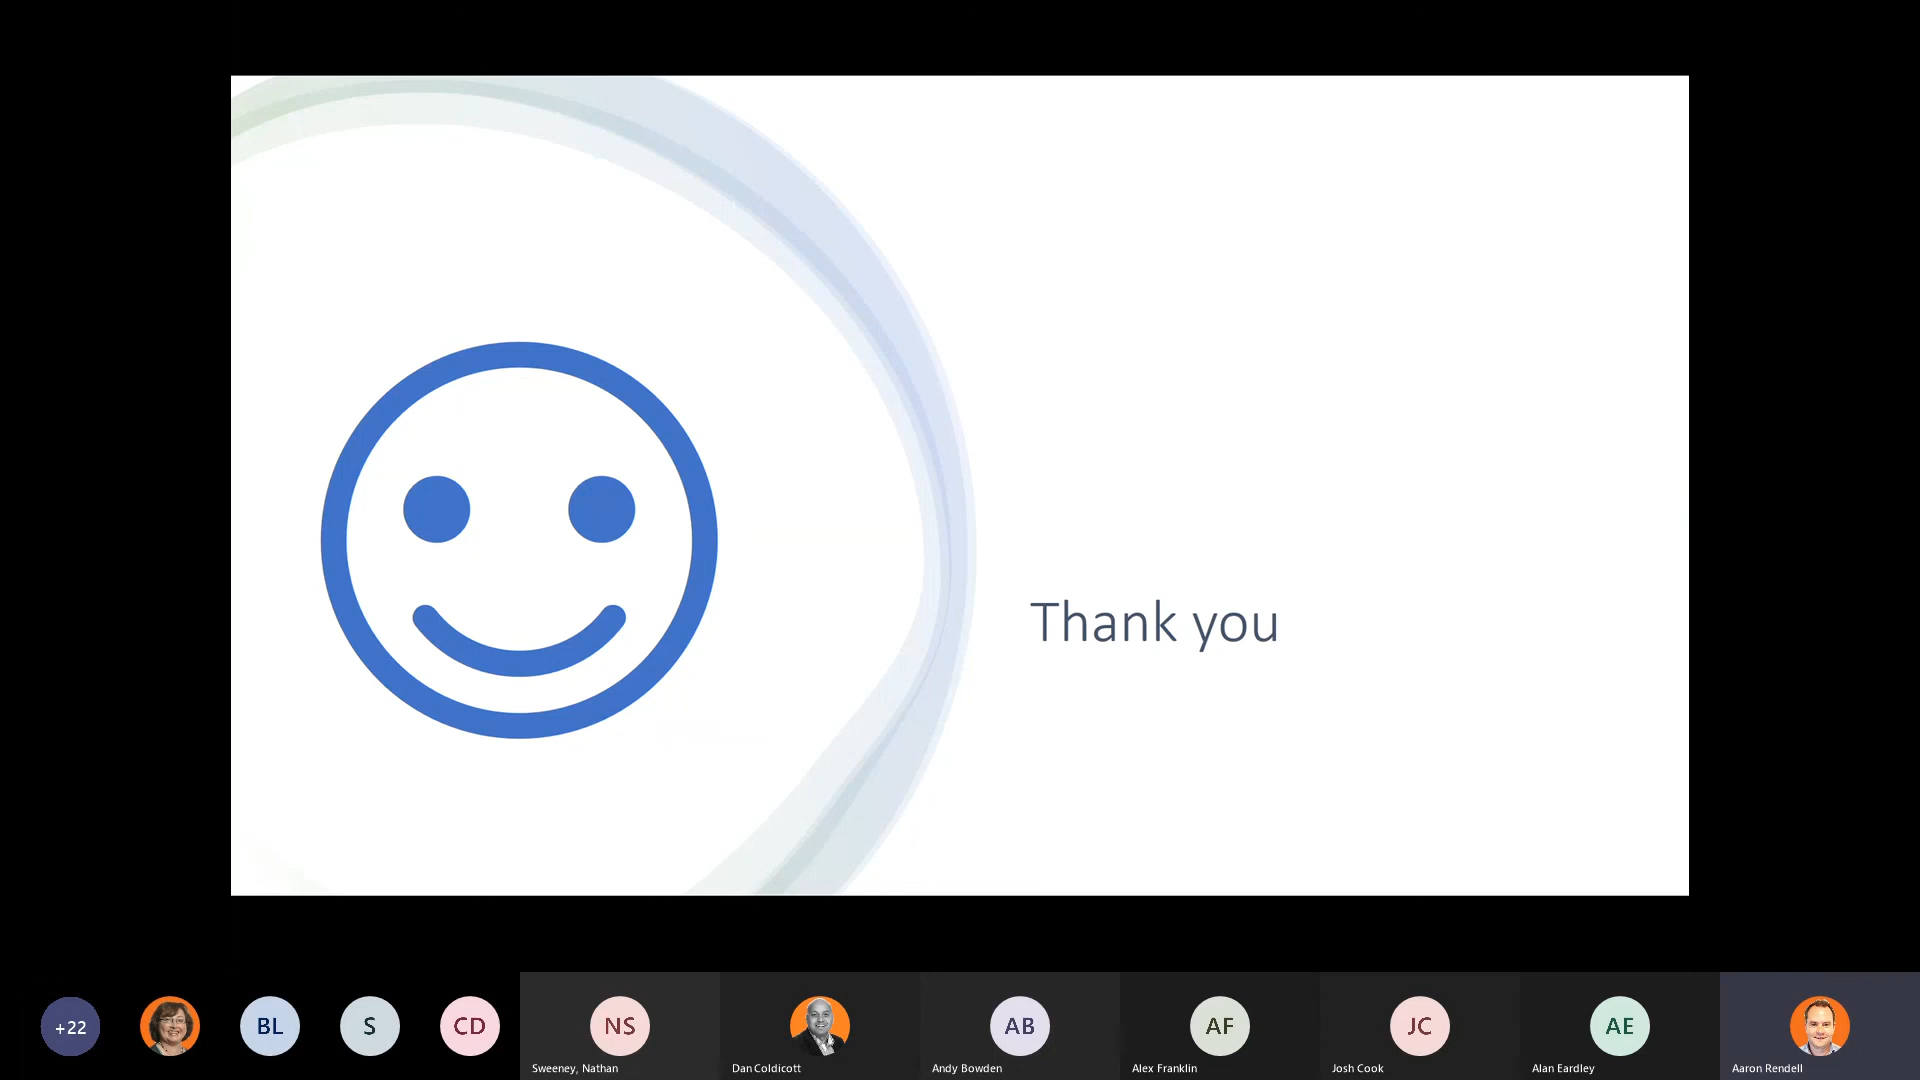 Thank you
+22
BL
S
CD
NS
AB
AF
JC
AE
Sweeney, Nathan
Dan Coldicott
Andy Bowden
Alex Franklin
Josh Cook
Alan Eardley
Aaron Rendell